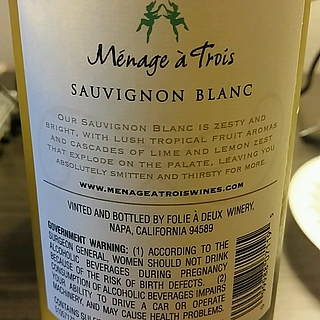 Ménage à Trois
SAUVIGNON BLANC
OUR SAUVIGNON BLANC IS ZESTY AND
BRIGHT, WITH LUSH TROPICAL FRUIT AROMAS
AND CASCADES OF LIME AND LEMON ZEST
THAT EXPLODE ON THE PALATE, LEAVING YOU
ABSOLUTELY SMITTEN AND THIRSTY FOR MORE.
WWW.MENAGEATROISWINES.COM
VINTED AND BOTTLED BY FOLIE À DEUX WINERY,
NAPA, CALIFORNIA 94589
GOVERNMENT WARNING: (1) ACCORDING TO THE
SURGEON GENERAL, WOMEN SHOULD NOT DRINK
ALCOHOLIC BEVERAGES DURING PREGNANCY
BECAUSE OF THE RISK OF BIRTH DEFECTS. (2)
CONSUMPTION OF ALCOHOLIC BEVERAGES IMPAIRS
YOUR ABILITY TO DRIVE A CAR OR OPERATE
MACHINERY, AND MAY CAUSE HEALTH PROBLEMS.
CONTAINS